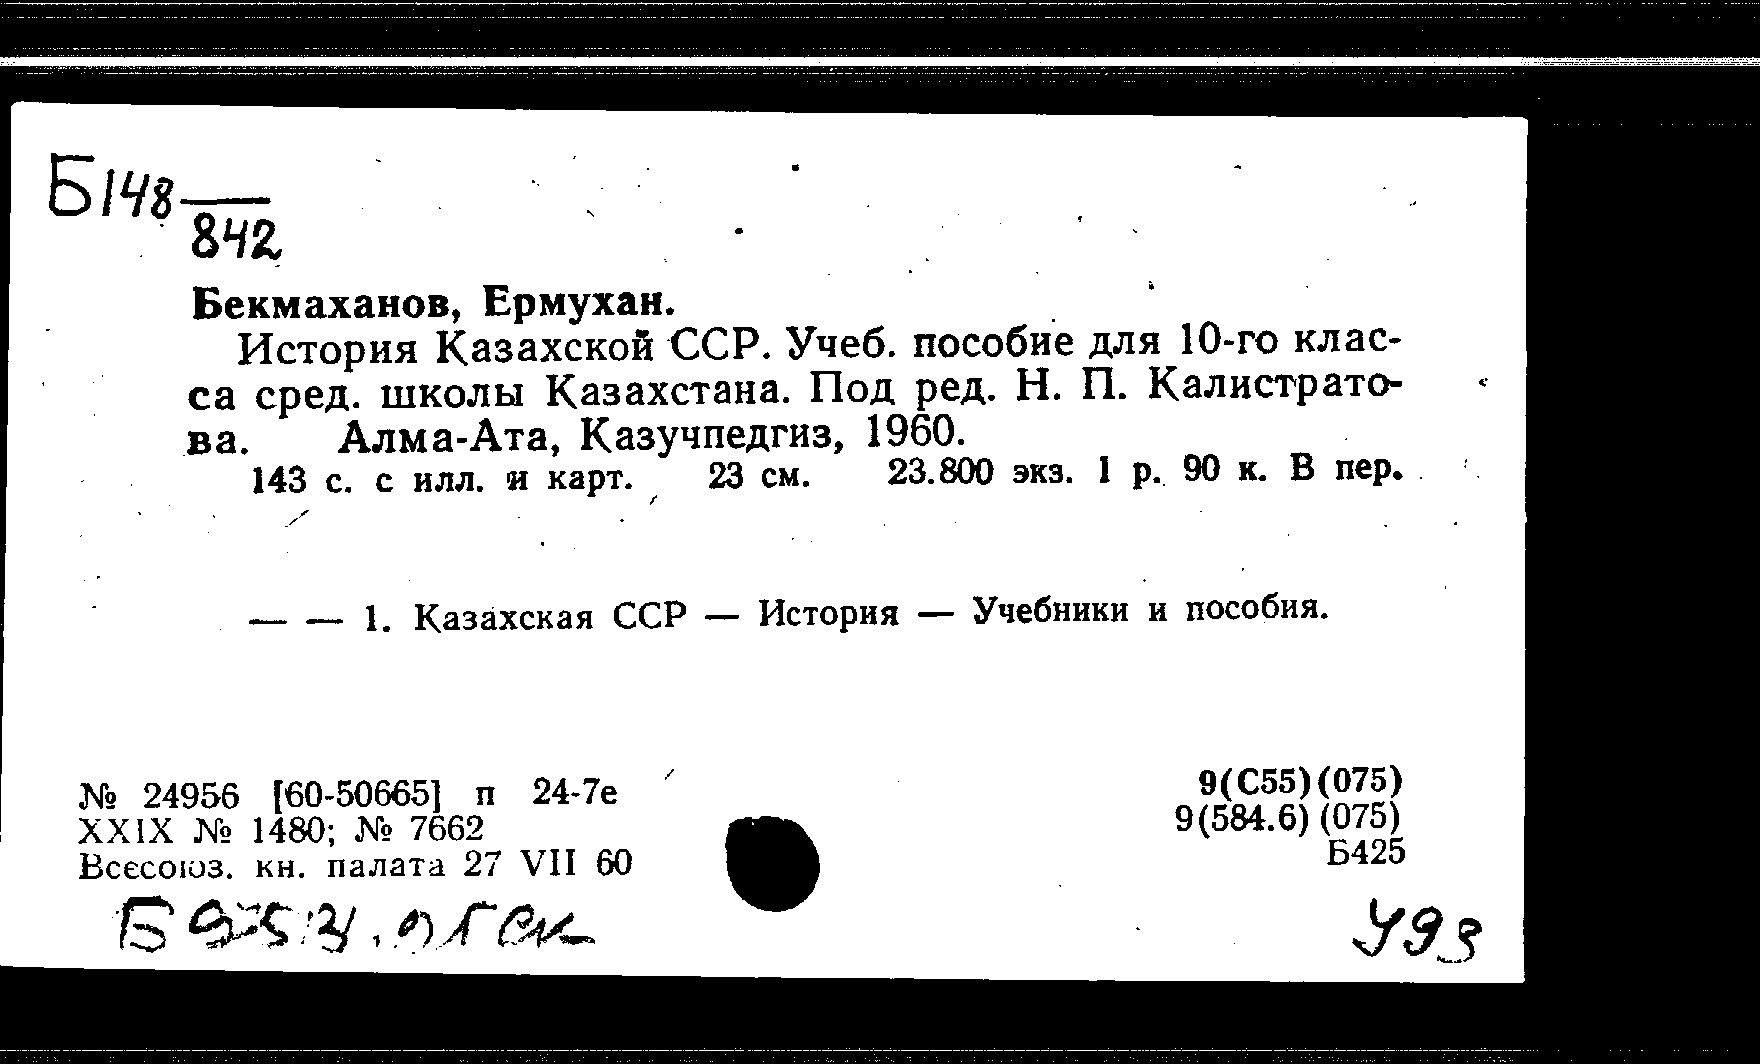 Б148
842
Бекмаханов, Ермухан.
История Казахской ССР. Учеб. пособие для 10-го клас-
са сред. школы Казахстана. Под ред. Н. П. Калистрато-
ва. Алма-Ата, Казучпедгиз, 1960.
143 с. с илл. и карт. 23 см. 23.800 экз. 1 р. 90 к. В пер.
— — 1. Казахская ССР — История — Учебники и пособия.
№ 24956 [60-50665] п 24-7е
XXIX № 1480; № 7662
Всесоюз. кн. палата 27 VII 60
9(С55)(075)
9(584.6)(075)
Б425
У93